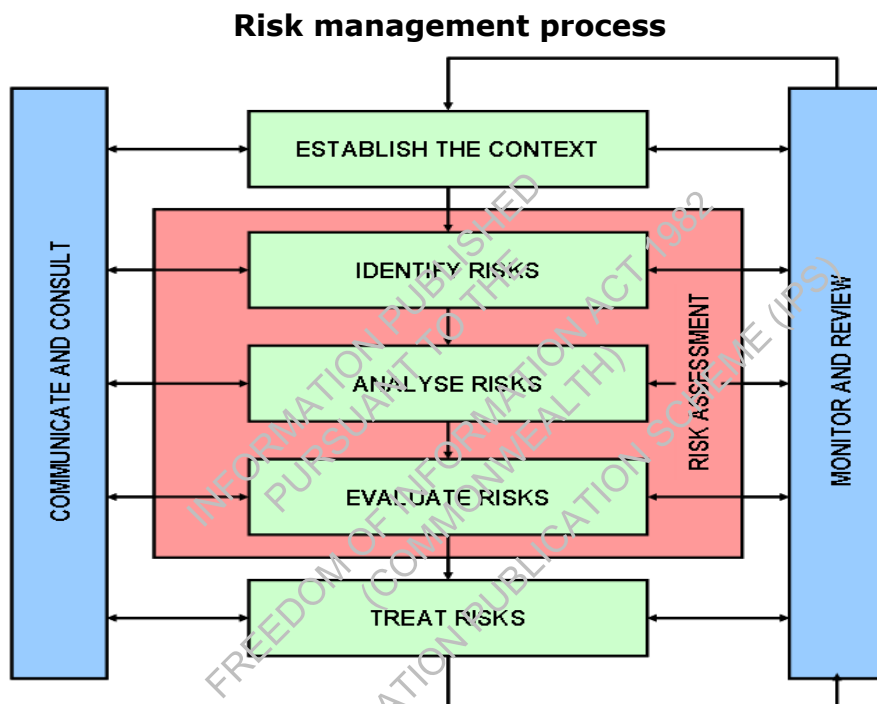 Risk management process
ESTABLISH THE CONTEXT
IDENTIFY RISKS
ANALYSE RISKS
EVALUATE RISKS
TREAT RISKS
COMMUNICATE AND CONSULT
RISK ASSESSMENT
MONITOR AND REVIEW
INFORMATION PUBLISHED
PURSUANT TO THE
FREEDOM OF INFORMATION ACT 1982
(COMMONWEALTH)
PUBLICATION SCHEME (IPS)